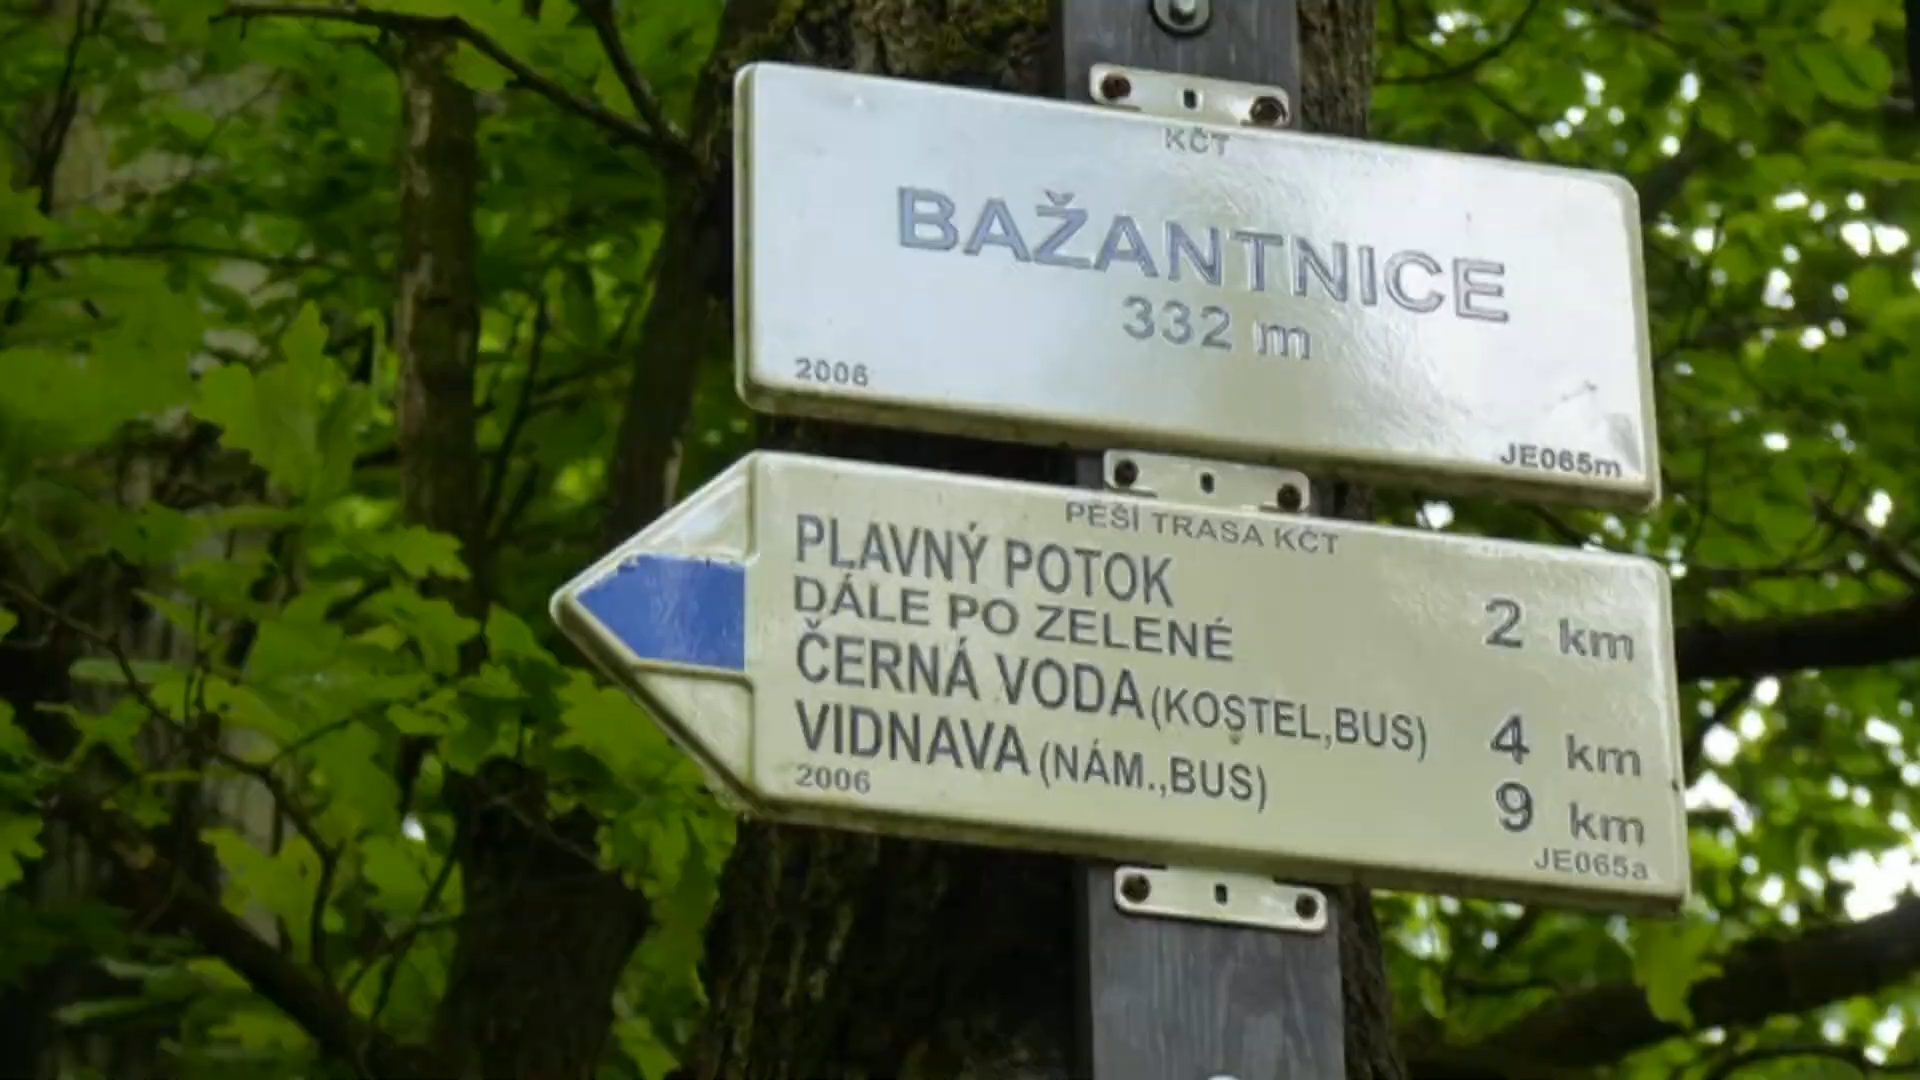 KČT
BAŽANTNICE
332 m
2006 JE065m
PĚŠÍ TRASA KČT
PLAVNÝ POTOK 2 km
DÁLE PO ZELENÉ
ČERNÁ VODA (KOSTEL,BUS) 4 km
VIDNAVA (NÁM.,BUS) 9 km
2006 JE065a